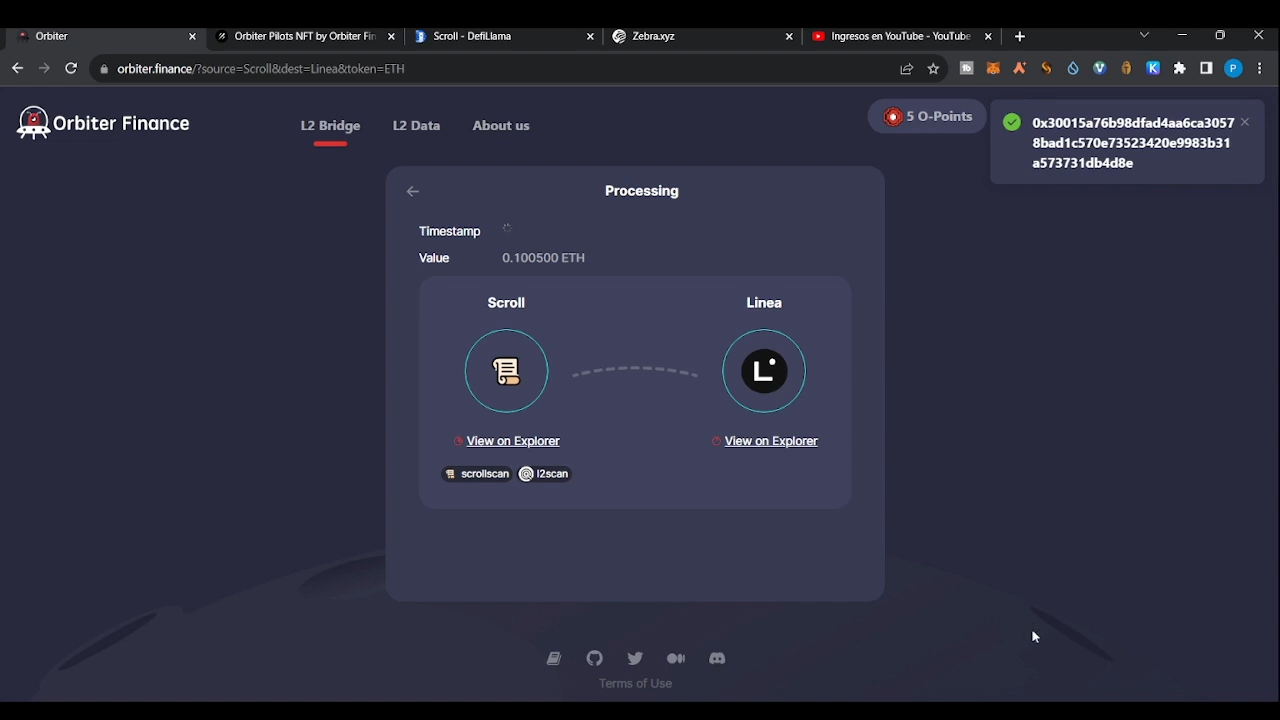 Orbiter
Orbiter Pilots NFT by Orbiter Fin
Scroll - DefiLlama
Zebra.xyz
Ingresos en YouTube - YouTube
orbiter.finance/?source=Scroll&dest=Linea&token=ETH
P
Orbiter Finance
L2 Bridge
L2 Data
About us
5 O-Points
0x30015a76b98dfad4aa6ca3057
8bad1c570e73523420e9983b31
a573731db4d8e
Processing
Timestamp
Value
0.100500 ETH
Scroll
Linea
View on Explorer
View on Explorer
scrollscan
l2scan
Terms of Use